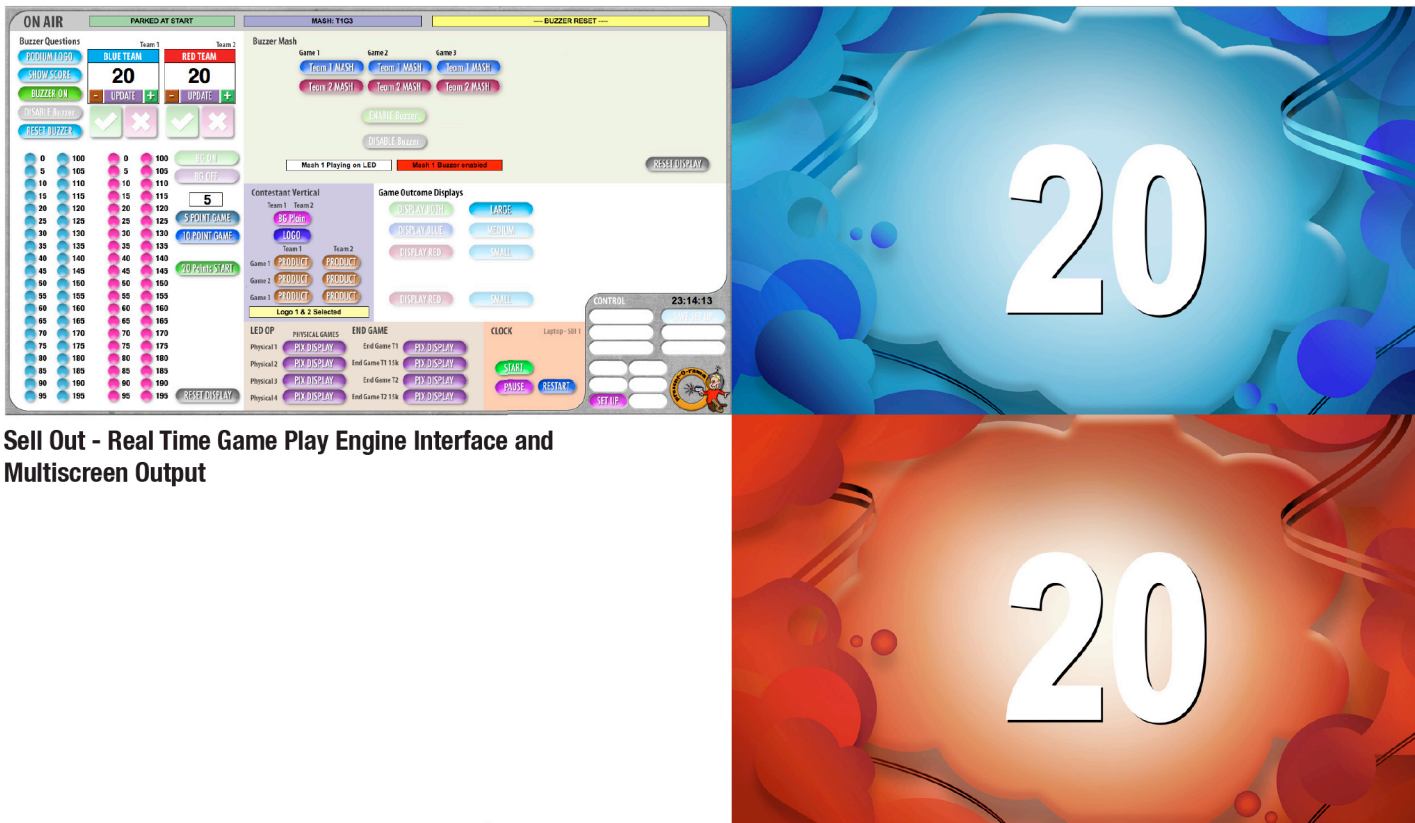 ON AIR
PARKED AT START
MASH: T1G3
---- BUZZER RESET ----
Buzzer Questions
Team 1
Team 2
PODIUM LOGO
SHOW SCORE
BUZZER ON
DISABLE Buzzer
RESET BUZZER
BLUE TEAM
RED TEAM
20
20
- UPDATE +
- UPDATE +
0 100 0 100
5 105 5 105
10 110 10 110
15 115 15 115
20 120 20 120
25 125 25 125
30 130 30 130
35 135 35 135
40 140 40 140
45 145 45 145
50 150 50 150
55 155 55 155
60 160 60 160
65 165 65 165
70 170 70 170
75 175 75 175
80 180 80 180
85 185 85 185
90 190 90 190
95 195 95 195
BG ON
BG OFF
5
5 POINT GAME
10 POINT GAME
20 Points START
RESET DISPLAY
Buzzer Mash
Game 1 Game 2 Game 3
Team 1 MASH Team 1 MASH Team 1 MASH
Team 2 MASH Team 2 MASH Team 2 MASH
ENABLE Buzzer
DISABLE Buzzer
Mash 1 Playing on LED
Mash 1 Buzzer enabled
RESET DISPLAY
Contestant Vertical
Team 1 Team 2
BG Plain
LOGO
Team 1 Team 2
Game 1 PRODUCT PRODUCT
Game 2 PRODUCT PRODUCT
Game 3 PRODUCT PRODUCT
Logo 1 & 2 Selected
Game Outcome Displays
DISPLAY BOTH LARGE
DISPLAY BLUE MEDIUM
DISPLAY RED SMALL
DISPLAY RED SMALL
LED OP PHYSICAL GAMES
Physical 1 PIX DISPLAY
Physical 2 PIX DISPLAY
Physical 3 PIX DISPLAY
Physical 4 PIX DISPLAY
END GAME
End Game T1 PIX DISPLAY
End Game T1 15k PIX DISPLAY
End Game T2 PIX DISPLAY
End Game T2 15k PIX DISPLAY
CLOCK
START
PAUSE
RESTART
CONTROL
23:14:13
SET UP
20
20
Sell Out - Real Time Game Play Engine Interface and
Multiscreen Output